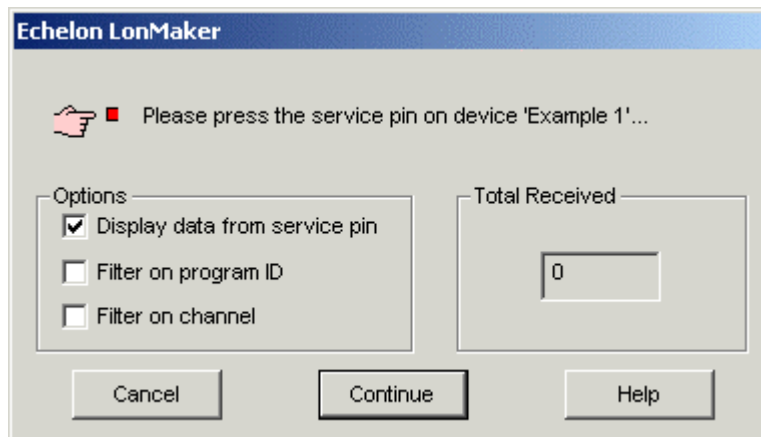 Echelon LonMaker
Please press the service pin on device 'Example 1'...
Options
Display data from service pin
Filter on program ID
Filter on channel
Total Received
0
Cancel
Continue
Help